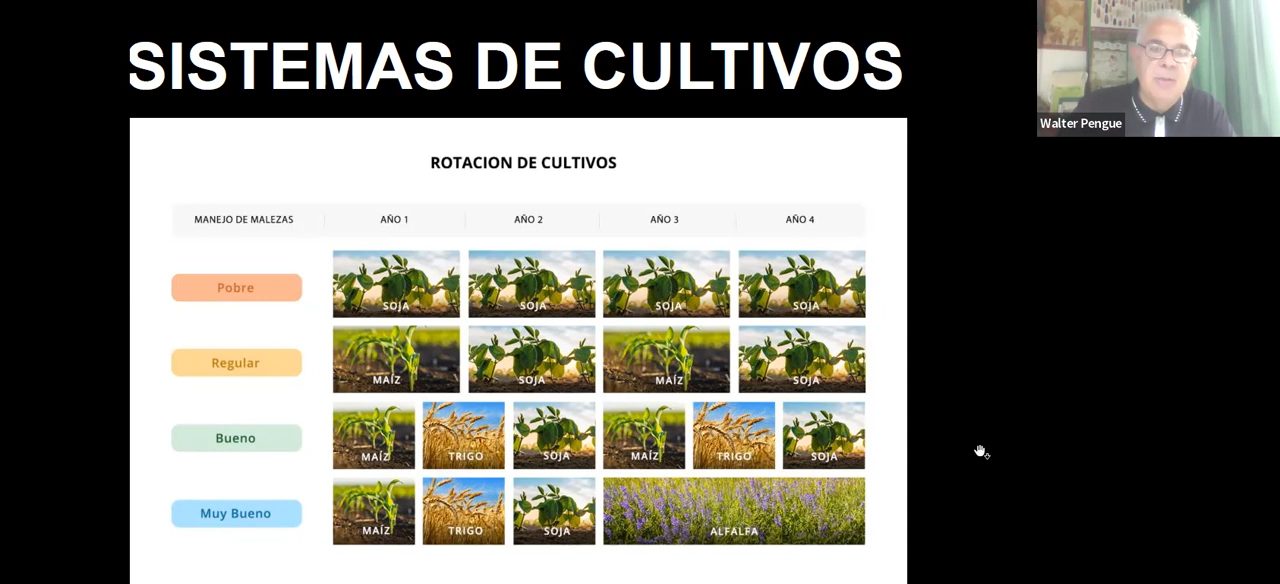 SISTEMAS DE CULTIVOS
Walter Pengue
ROTACION DE CULTIVOS
MANEJO DE MALEZAS AÑO 1 AÑO 2 AÑO 3 AÑO 4
Pobre SOJA SOJA SOJA SOJA
Regular MAÍZ SOJA MAÍZ SOJA
Bueno MAÍZ TRIGO SOJA MAÍZ TRIGO SOJA
Muy Bueno MAÍZ TRIGO SOJA ALFALFA